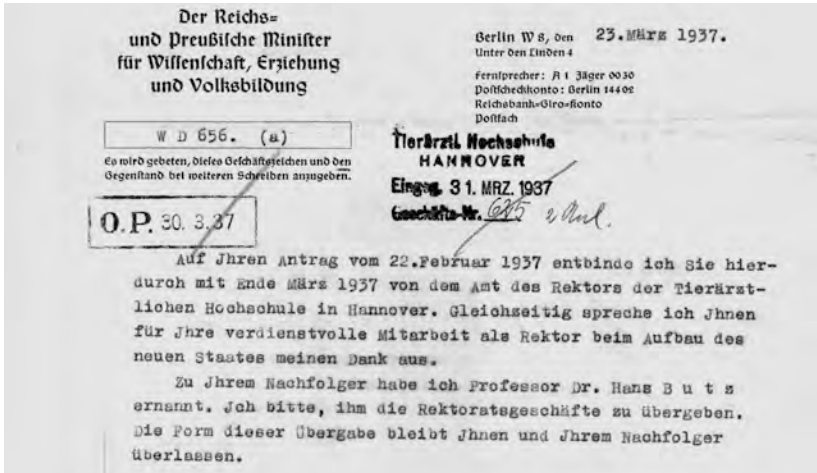 Der Reichs=
und Preußische Minister
für Wissenschaft, Erziehung
und Volksbildung
Berlin W 8, den 23.März 1937.
Unter den Linden 4
Fernsprecher: A 1 Jäger 0030
Postscheckkonto: Berlin 14402
Reichsbank=Giro=Konto
Postfach
W D 656. (a)
Es wird gebeten, dieses Geschäftszeichen und den
Gegenstand bei weiteren Schreiben anzugeben.
Tierärztl. Hochschule
HANNOVER
Eingeg. 31. MRZ. 1937
Geschäfts-Nr. 685 2 Anl.
O.P. 30. 3.37
Auf Jhren Antrag vom 22.Februar 1937 entbinde ich Sie hier-
durch mit Ende März 1937 von dem Amt des Rektors der Tierärzt-
lichen Hochschule in Hannover. Gleichzeitig spreche ich Jhnen
für Jhre verdienstvolle Mitarbeit als Rektor beim Aufbau des
neuen Staates meinen Dank aus.
Zu Jhrem Nachfolger habe ich Professor Dr. Hans B u t z
ernannt. Jch bitte, ihm die Rektoratsgeschäfte zu übergeben.
Die Form dieser Übergabe bleibt Jhnen und Jhrem Nachfolger
überlassen.